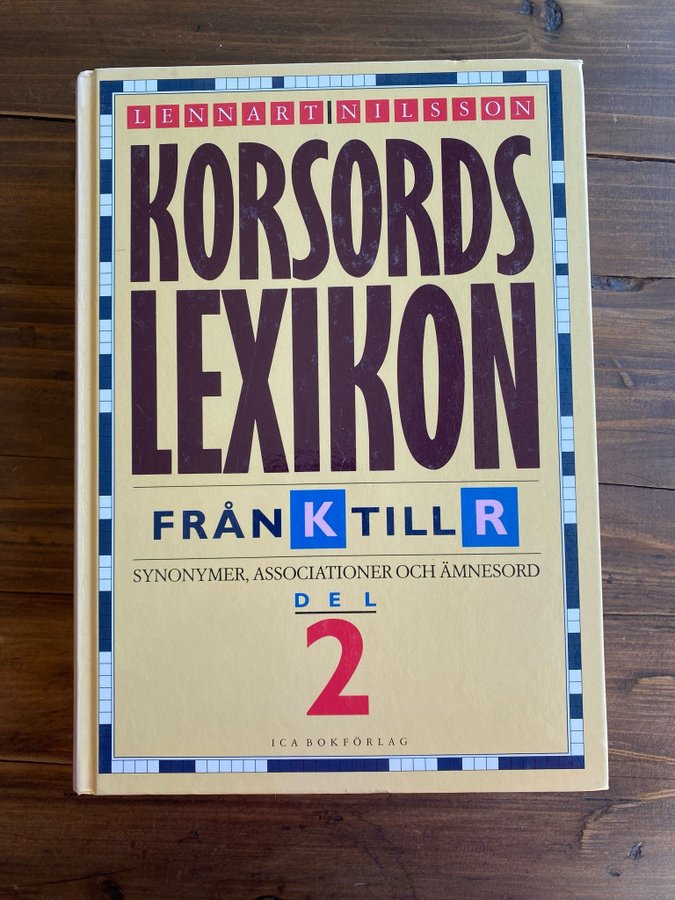 LENNART NILSSON
KORSORDS
LEXIKON
FRÅN K TILL R
SYNONYMER, ASSOCIATIONER OCH ÄMNESORD
DEL
2
ICA BOKFÖRLAG